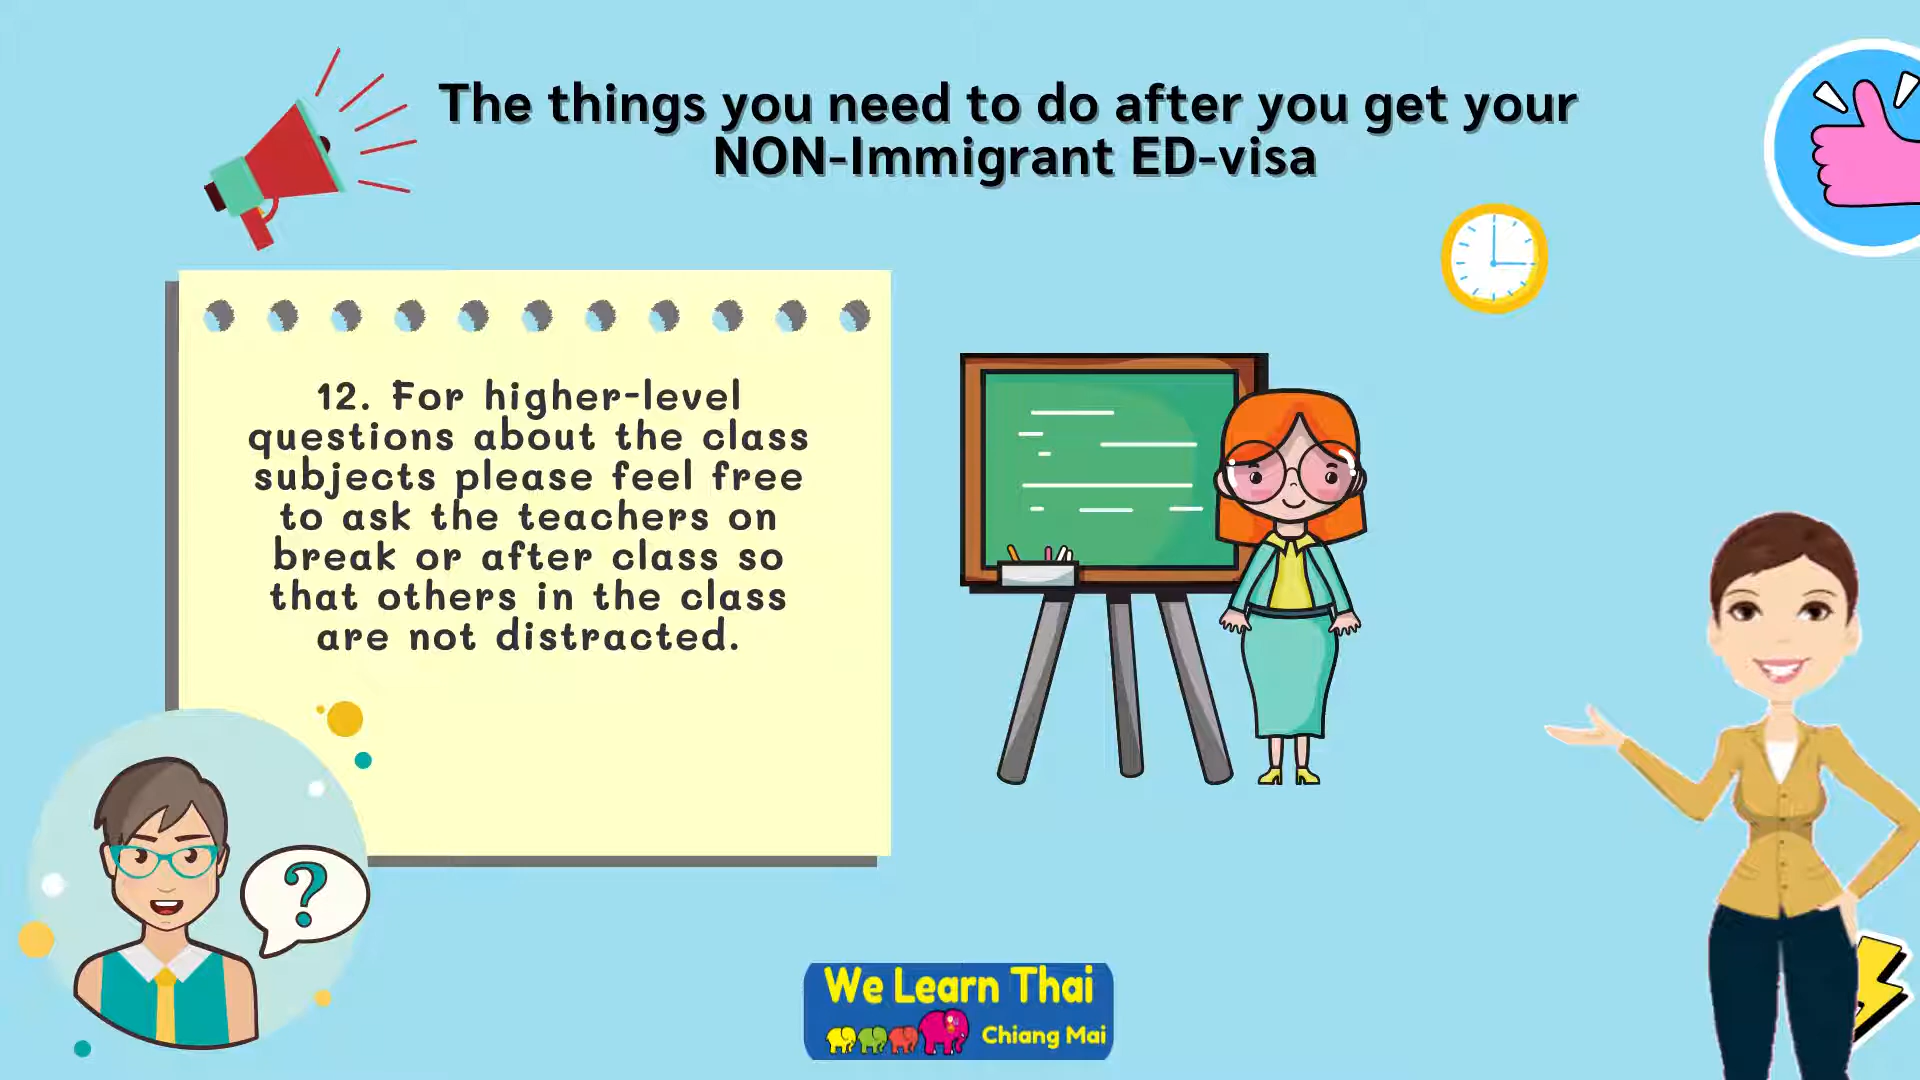 The things you need to do after you get your
NON-Immigrant ED-visa
12. For higher-level
questions about the class
subjects please feel free
to ask the teachers on
break or after class so
that others in the class
are not distracted.
?
We Learn Thai
Chiang Mai